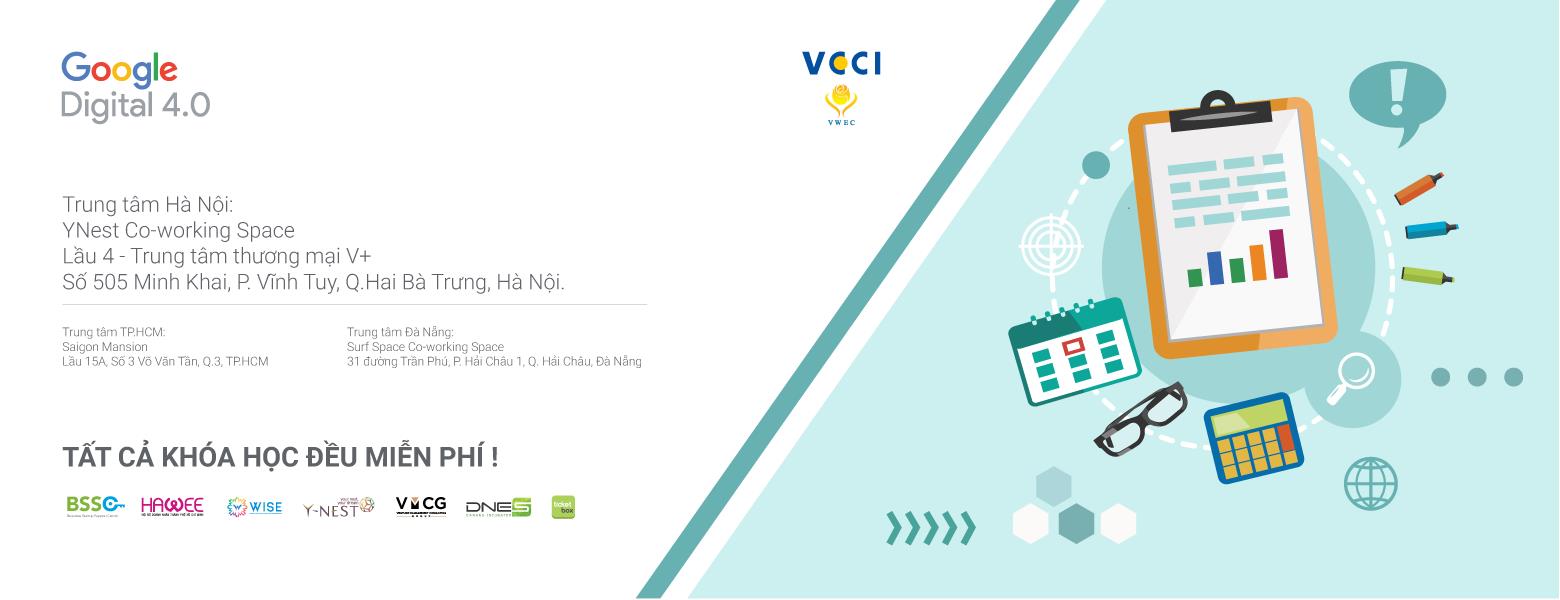 Google
Digital 4.0
VCCI
VWEC
Trung tâm Hà Nội:
YNest Co-working Space
Lầu 4 - Trung tâm thương mại V+
Số 505 Minh Khai, P. Vĩnh Tuy, Q.Hai Bà Trưng, Hà Nội.
Trung tâm TP.HCM:
Saigon Mansion
Lầu 15A, Số 3 Võ Văn Tần, Q.3, TP.HCM
Trung tâm Đà Nẵng:
Surf Space Co-working Space
31 đường Trần Phú, P. Hải Châu 1, Q. Hải Châu, Đà Nẵng
TẤT CẢ KHÓA HỌC ĐỀU MIỄN PHÍ !
BSSC
HAWEE
WISE
Y-NEST
VMCG
DNES
DANANG INCUBATOR
ticket
box